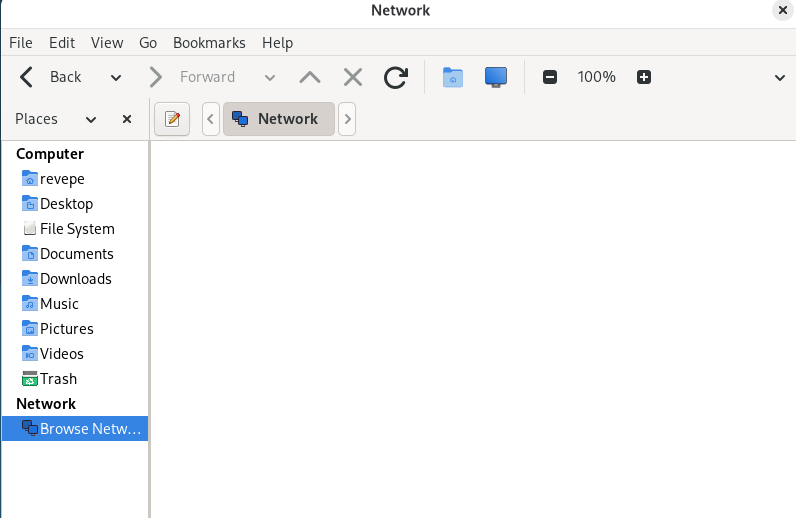 Network
File Edit View Go Bookmarks Help
Back Forward 100%
Places Network
Computer
revepe
Desktop
File System
Documents
Downloads
Music
Pictures
Videos
Trash
Network
Browse Netw...